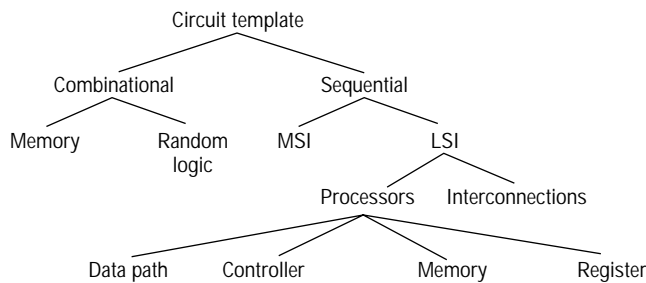 Circuit template
Combinational
Sequential
Memory
Random
logic
MSI
LSI
Processors
Interconnections
Data path
Controller
Memory
Register